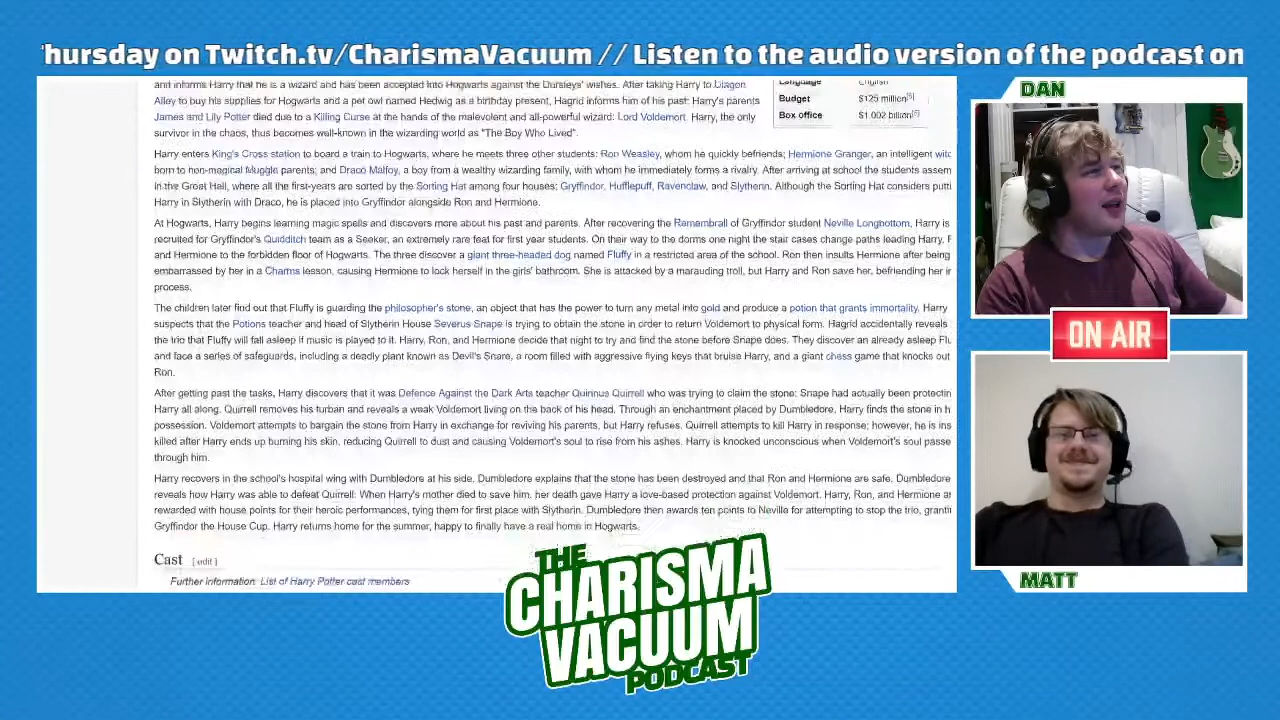 hursday on Twitch.tv/CharismaVacuum // Listen to the audio version of the podcast on
and informs Harry that he is a wizard and has been accepted into Hogwarts against the Dursleys' wishes. After taking Harry to Diagon
Alley to buy his supplies for Hogwarts and a pet owl named Hedwig as a birthday present, Hagrid informs him of his past: Harry's parents
James and Lily Potter died due to a Killing Curse at the hands of the malevolent and all-powerful wizard: Lord Voldemort. Harry, the only
survivor in the chaos, thus becomes well-known in the wizarding world as "The Boy Who Lived".
Language English
Budget $125 million[5]
Box office $1.002 billion[6]
Harry enters King's Cross station to board a train to Hogwarts, where he meets three other students: Ron Weasley, whom he quickly befriends; Hermione Granger, an intelligent witc
born to non-magical Muggle parents; and Draco Malfoy, a boy from a wealthy wizarding family, with whom he immediately forms a rivalry. After arriving at school the students assem
in the Great Hall, where all the first-years are sorted by the Sorting Hat among four houses; Gryffindor, Hufflepuff, Ravenclaw, and Slytherin. Although the Sorting Hat considers putti
Harry in Slytherin with Draco, he is placed into Gryffindor alongside Ron and Hermione.
At Hogwarts, Harry begins learning magic spells and discovers more about his past and parents. After recovering the Remembrall of Gryffindor student Neville Longbottom, Harry is
recruited for Gryffindor's Quidditch team as a Seeker, an extremely rare feat for first year students. On their way to the dorms one night the stair cases change paths leading Harry, F
and Hermione to the forbidden floor of Hogwarts. The three discover a giant three-headed dog named Fluffy in a restricted area of the school. Ron then insults Hermione after being
embarrassed by her in a Charms lesson, causing Hermione to lock herself in the girls' bathroom. She is attacked by a marauding troll, but Harry and Ron save her, befriending her in
process.
The children later find out that Fluffy is guarding the philosopher's stone, an object that has the power to turn any metal into gold and produce a potion that grants immortality. Harry
suspects that the Potions teacher and head of Slytherin House Severus Snape is trying to obtain the stone in order to return Voldemort to physical form. Hagrid accidentally reveals
the trio that Fluffy will fall asleep if music is played to it. Harry, Ron, and Hermione decide that night to try and find the stone before Snape does. They discover an already asleep Flu
and face a series of safeguards, including a deadly plant known as Devil's Snare, a room filled with aggressive flying keys that bruise Harry, and a giant chess game that knocks out
Ron.
After getting past the tasks, Harry discovers that it was Defence Against the Dark Arts teacher Quirinus Quirrell who was trying to claim the stone: Snape had actually been protectin
Harry all along. Quirrell removes his turban and reveals a weak Voldemort living on the back of his head. Through an enchantment placed by Dumbledore, Harry finds the stone in h
possession. Voldemort attempts to bargain the stone from Harry in exchange for reviving his parents, but Harry refuses. Quirrell attempts to kill Harry in response; however, he is ins
killed after Harry ends up burning his skin, reducing Quirrell to dust and causing Voldemort's soul to rise from his ashes. Harry is knocked unconscious when Voldemort's soul passe
through him.
Harry recovers in the school's hospital wing with Dumbledore at his side. Dumbledore explains that the stone has been destroyed and that Ron and Hermione are safe. Dumbledore
reveals how Harry was able to defeat Quirrell: When Harry's mother died to save him, her death gave Harry a love-based protection against Voldemort. Harry, Ron, and Hermione ar
rewarded with house points for their heroic performances, tying them for first place with Slytherin. Dumbledore then awards ten points to Neville for attempting to stop the trio, granti
Gryffindor the House Cup. Harry returns home for the summer, happy to finally have a real home in Hogwarts.
Cast [ edit ]
Further information: List of Harry Potter cast members
DAN
ON AIR
MATT
THE
CHARISMA
VACUUM
PODCAST